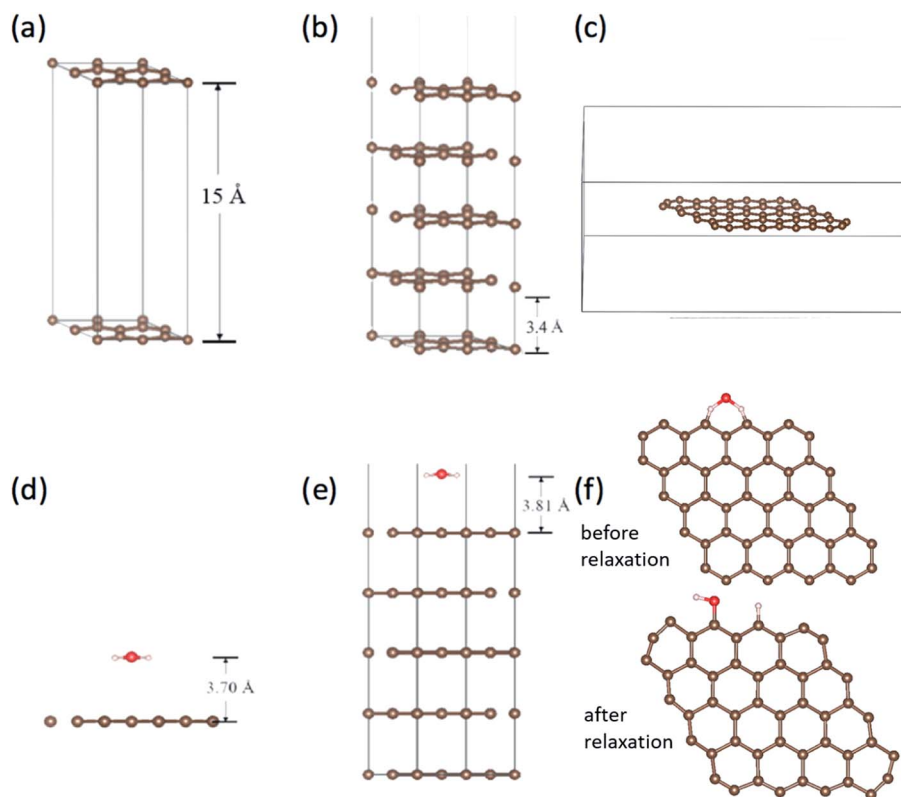 (a)
(b)
(c)
15 Å
3.4 Å
(d)
(e)
(f)
3.81 Å
before
relaxation
3.70 Å
after
relaxation